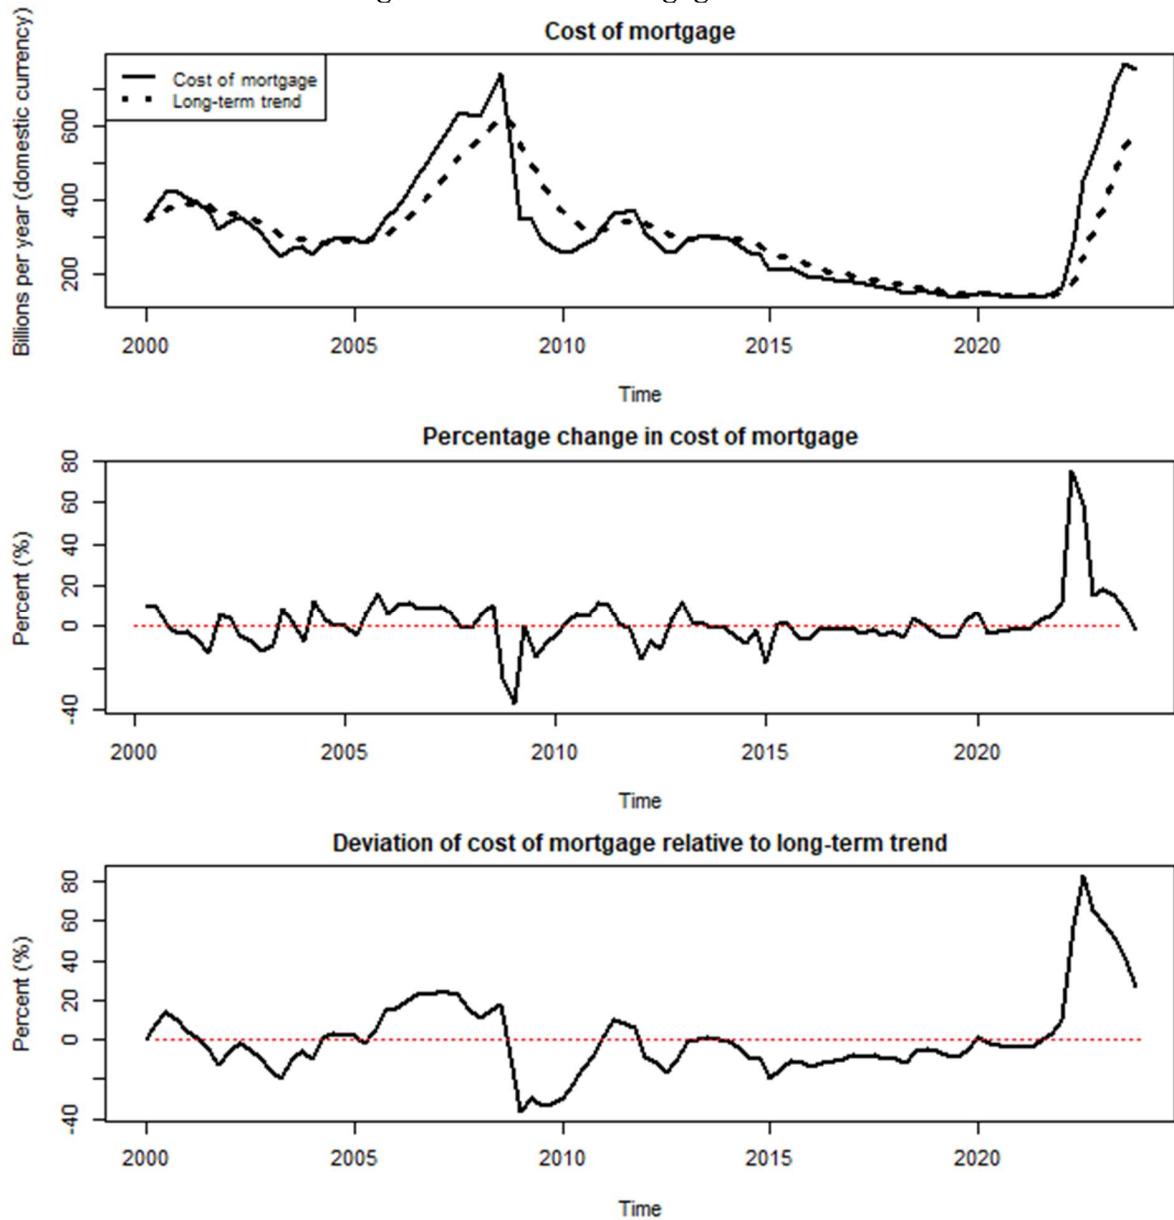 Cost of mortgage
Billions per year (domestic currency)
Cost of mortgage
Long-term trend
600
400
200
2000 2005 2010 2015 2020
Time
Percentage change in cost of mortgage
Percent (%)
80
60
40
20
0
-40
2000 2005 2010 2015 2020
Time
Deviation of cost of mortgage relative to long-term trend
Percent (%)
80
60
40
20
0
-40
2000 2005 2010 2015 2020
Time